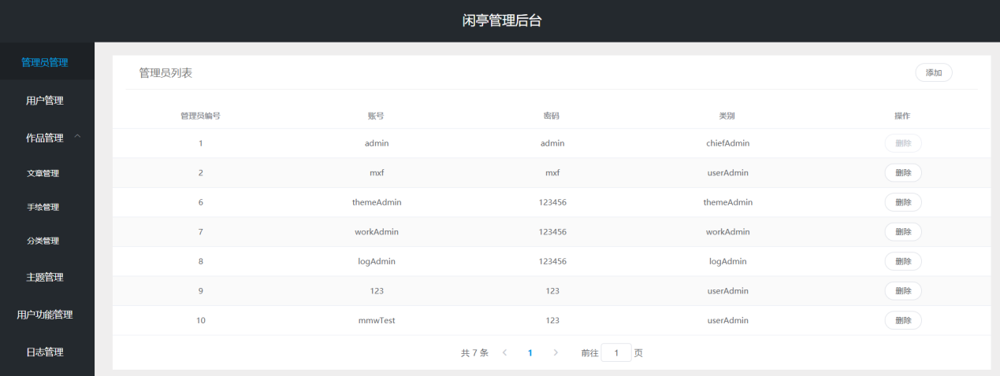 闲亭管理后台
管理员管理
用户管理
作品管理
文章管理
手绘管理
分类管理
主题管理
用户功能管理
日志管理
管理员列表 添加
管理员编号 账号 密码 类别 操作
1 admin admin chiefAdmin 删除
2 mxf mxf userAdmin 删除
6 themeAdmin 123456 themeAdmin 删除
7 workAdmin 123456 workAdmin 删除
8 logAdmin 123456 logAdmin 删除
9 123 123 userAdmin 删除
10 mmwTest 123 userAdmin 删除
共 7 条 1 前往 1 页